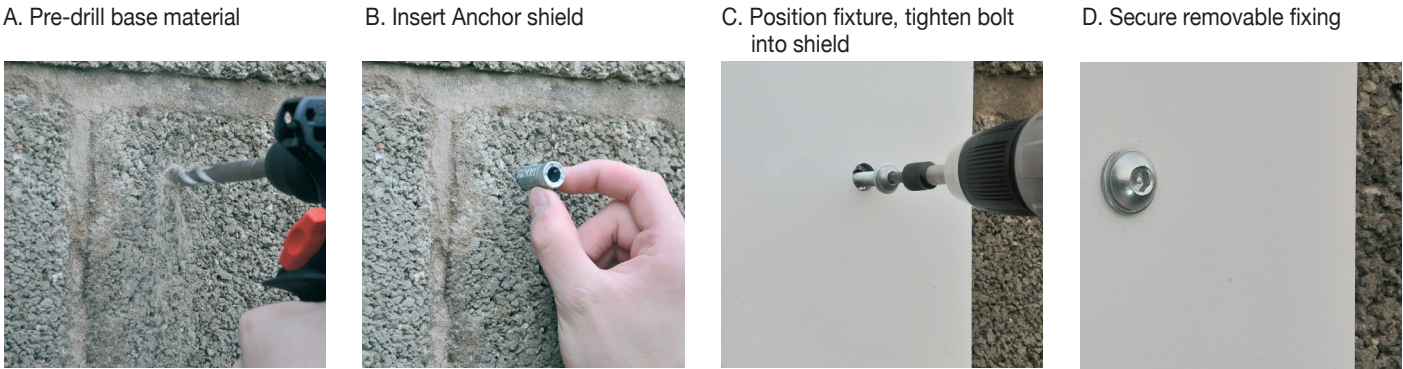 A. Pre-drill base material
B. Insert Anchor shield
C. Position fixture, tighten bolt
into shield
D. Secure removable fixing